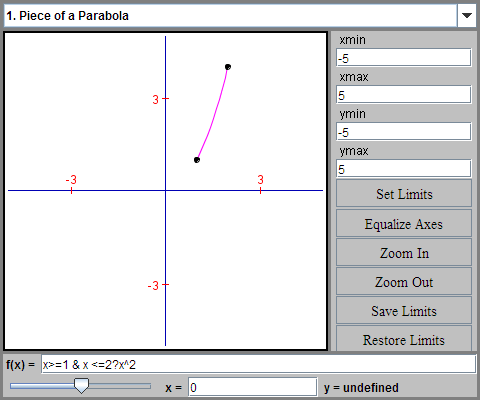 1. Piece of a Parabola
xmin
-5
xmax
5
ymin
-5
ymax
5
Set Limits
Equalize Axes
Zoom In
Zoom Out
Save Limits
Restore Limits
3
-3
3
-3
f(x) = x>=1 & x <=2?x^2
x = 0 y = undefined